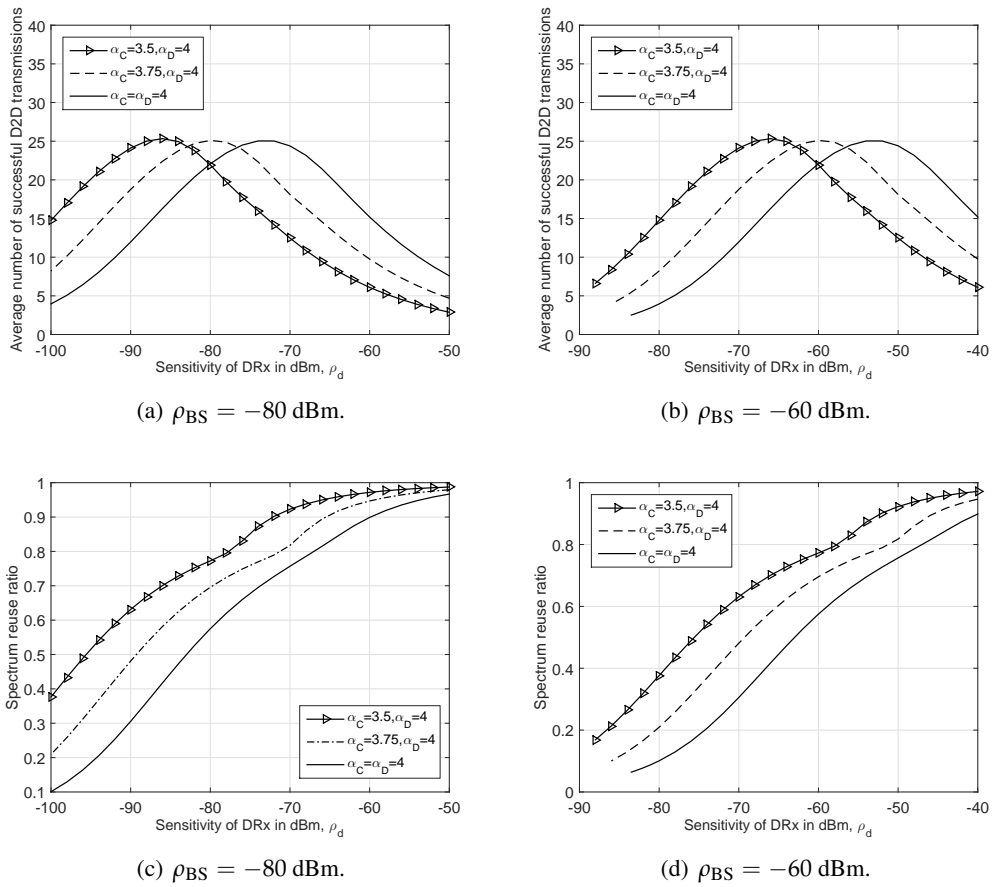 Average number of successful D2D transmissions
40
35
30
25
20
15
10
5
0
α_C=3.5,α_D=4
α_C=3.75,α_D=4
α_C=α_D=4
-100 -90 -80 -70 -60 -50
Sensitivity of DRx in dBm, ρ_d
(a) ρ_BS = −80 dBm.
Average number of successful D2D transmissions
40
35
30
25
20
15
10
5
0
α_C=3.5,α_D=4
α_C=3.75,α_D=4
α_C=α_D=4
-90 -80 -70 -60 -50 -40
Sensitivity of DRx in dBm, ρ_d
(b) ρ_BS = −60 dBm.
Spectrum reuse ratio
1
0.9
0.8
0.7
0.6
0.5
0.4
0.3
0.2
0.1
α_C=3.5,α_D=4
α_C=3.75,α_D=4
α_C=α_D=4
-100 -90 -80 -70 -60 -50
Sensitivity of DRx in dBm, ρ_d
(c) ρ_BS = −80 dBm.
Spectrum reuse ratio
1
0.8
0.6
0.4
0.2
0
α_C=3.5,α_D=4
α_C=3.75,α_D=4
α_C=α_D=4
-90 -80 -70 -60 -50 -40
Sensitivity of DRx in dBm, ρ_d
(d) ρ_BS = −60 dBm.